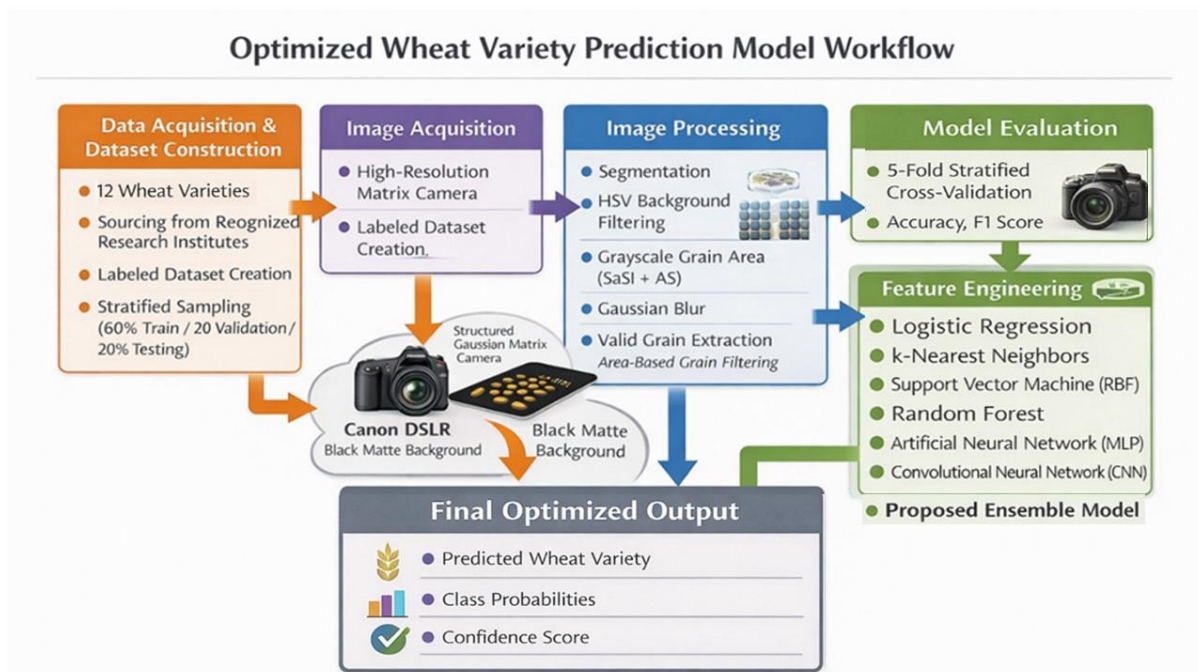 Optimized Wheat Variety Prediction Model Workflow
Data Acquisition &
Dataset Construction
12 Wheat Varieties
Sourcing from Reognized
Research Institutes
Labeled Dataset Creation
Stratified Sampling
(60% Train / 20 Validation /
20% Testing)
Image Acquisition
High-Resolution
Matrix Camera
Labeled Dataset
Creation.
Image Processing
Segmentation
HSV Background
Filtering
Grayscale Grain Area
(SaSI + AS)
Gaussian Blur
Valid Grain Extraction
Area-Based Grain Filtering
Model Evaluation
5-Fold Stratified
Cross-Validation
Accuracy, F1 Score
Feature Engineering
Logistic Regression
k-Nearest Neighbors
Support Vector Machine (RBF)
Random Forest
Artificial Neural Network (MLP)
Convolutional Neural Network (CNN)
Proposed Ensemble Model
Structured
Gaussian Matrix
Camera
Canon DSLR
Black Matte Background
Black Matte
Background
Final Optimized Output
Predicted Wheat Variety
Class Probabilities
Confidence Score